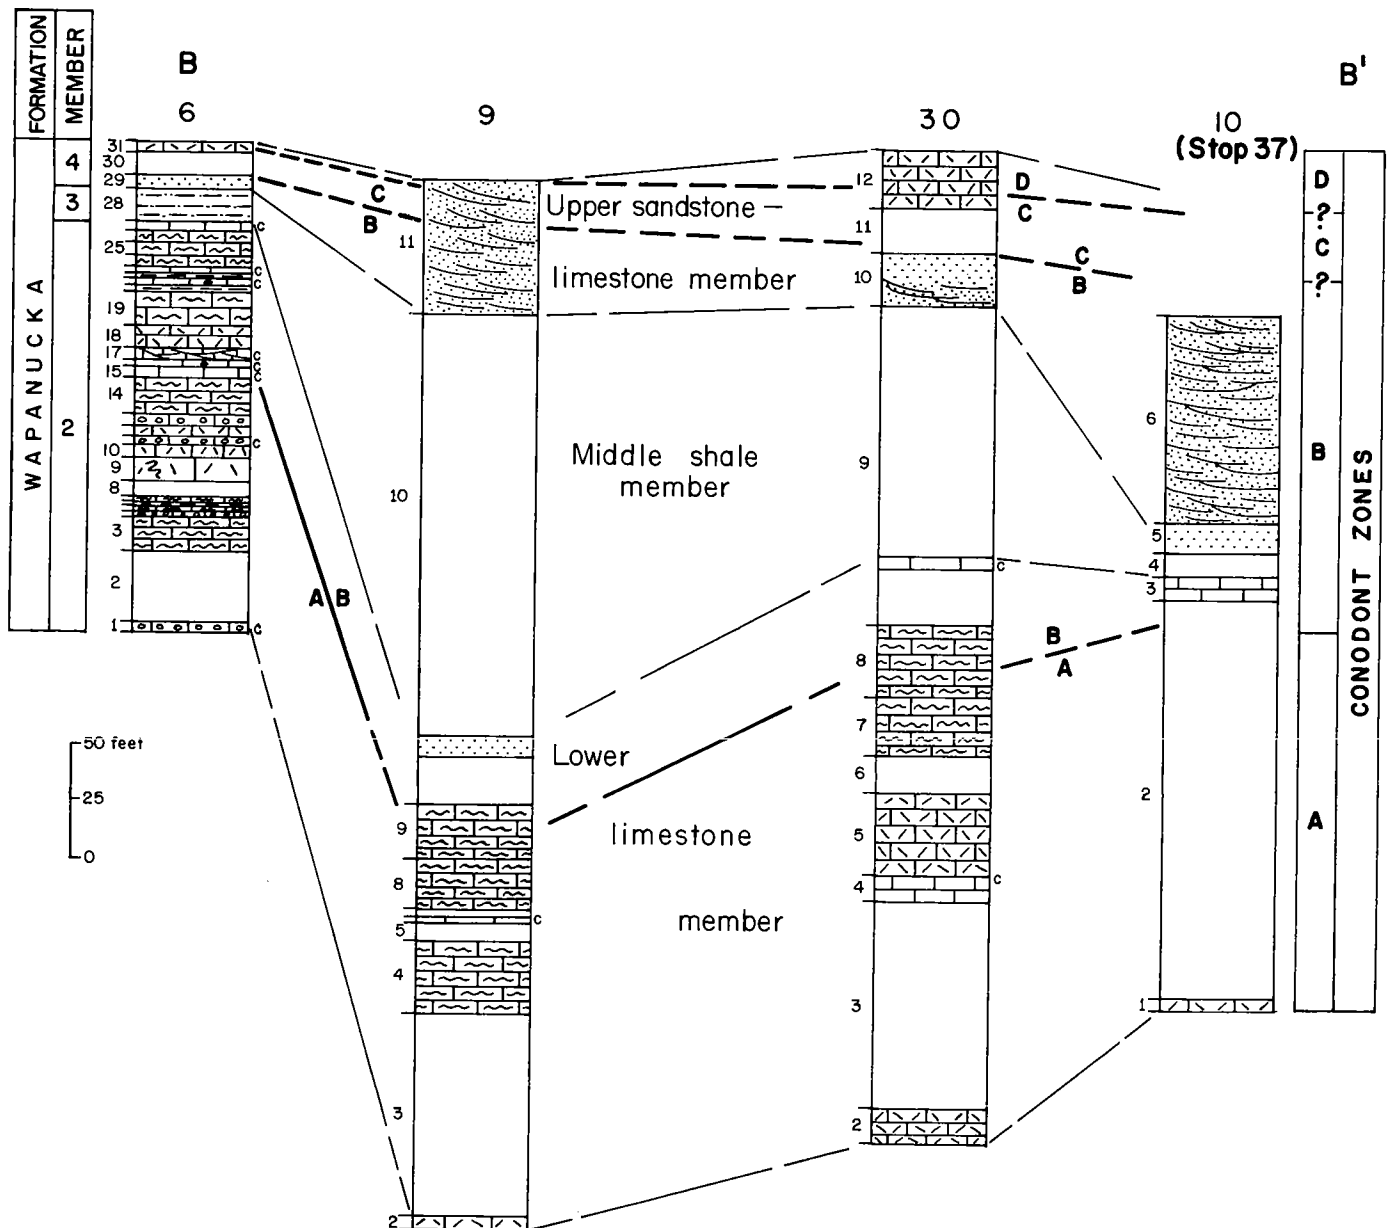 FORMATION
MEMBER
WAPANUCKA
4
3
2
B
6
31
30
29
28
25
19
18
17
15
14
10
9
8
3
2
1
c
c
c
c
c
c
c
c
c
50 feet
25
0
A B
C
B
9
11
10
9
8
5
4
3
2
c
Upper sandstone –
limestone member
Middle shale
member
Lower
limestone
member
B
A
30
12
11
10
9
8
7
6
5
4
3
2
c
c
D
C
C
B
B'
10
(Stop 37)
6
5
4
3
2
1
D
?
C
?
B
A
CONODONT ZONES